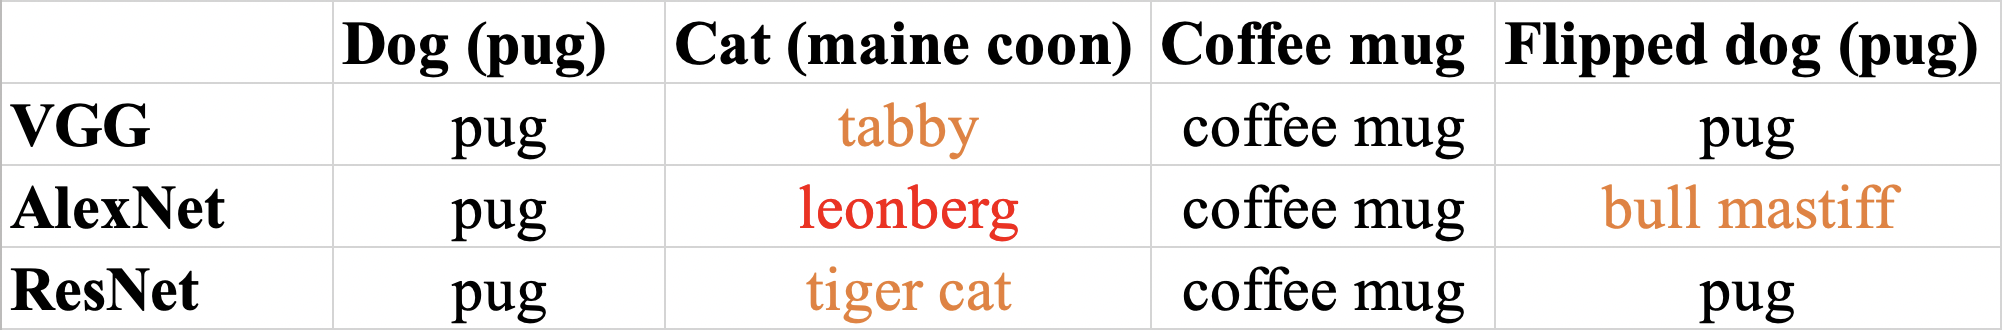 Dog (pug) Cat (maine coon) Coffee mug Flipped dog (pug)
VGG pug tabby coffee mug pug
AlexNet pug leonberg coffee mug bull mastiff
ResNet pug tiger cat coffee mug pug